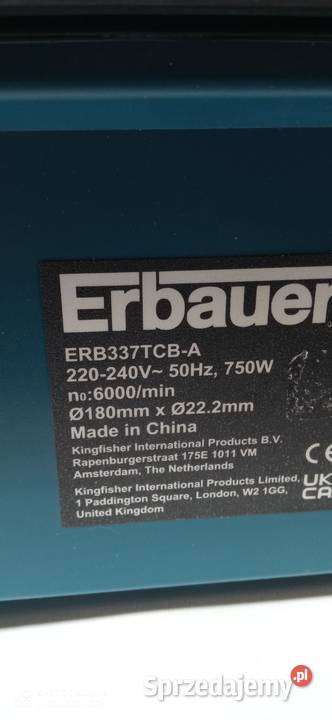 Erbauer
ERB337TCB-A
220-240V~ 50Hz, 750W
n₀:6000/min
Ø180mm x Ø22.2mm
Made in China
Kingfisher International Products B.V.
Rapenburgerstraat 175E 1011 VM
Amsterdam, The Netherlands
CE
Kingfisher International Products Limited,
1 Paddington Square, London, W2 1GG,
United Kingdom
UK
CA
Sprzedajemy.pl